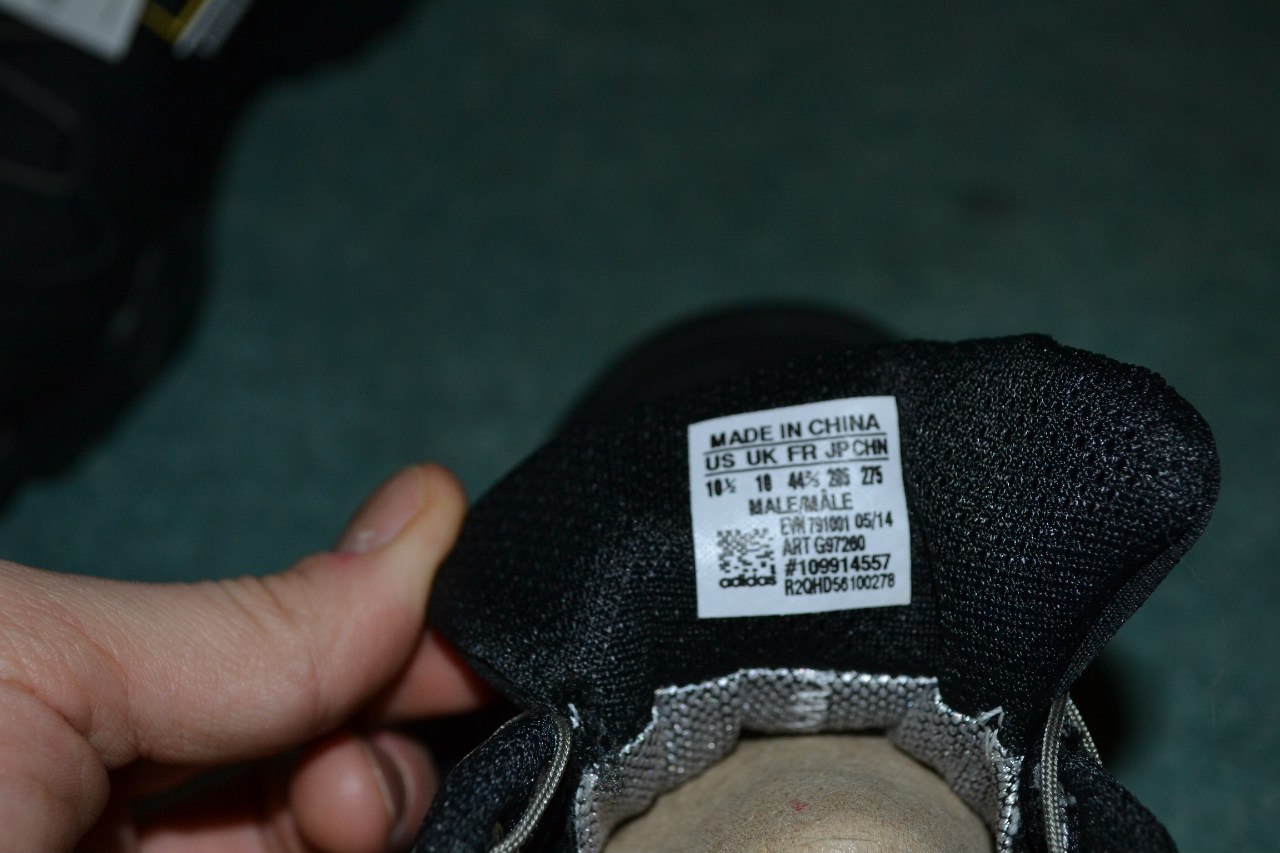 MADE IN CHINA
US UK FR JP CHN
10½ 10 44⅔ 285 275
MALE/MÂLE
EVN 791001 05/14
ART G97260
#109914557
R2QHD56100278
adidas